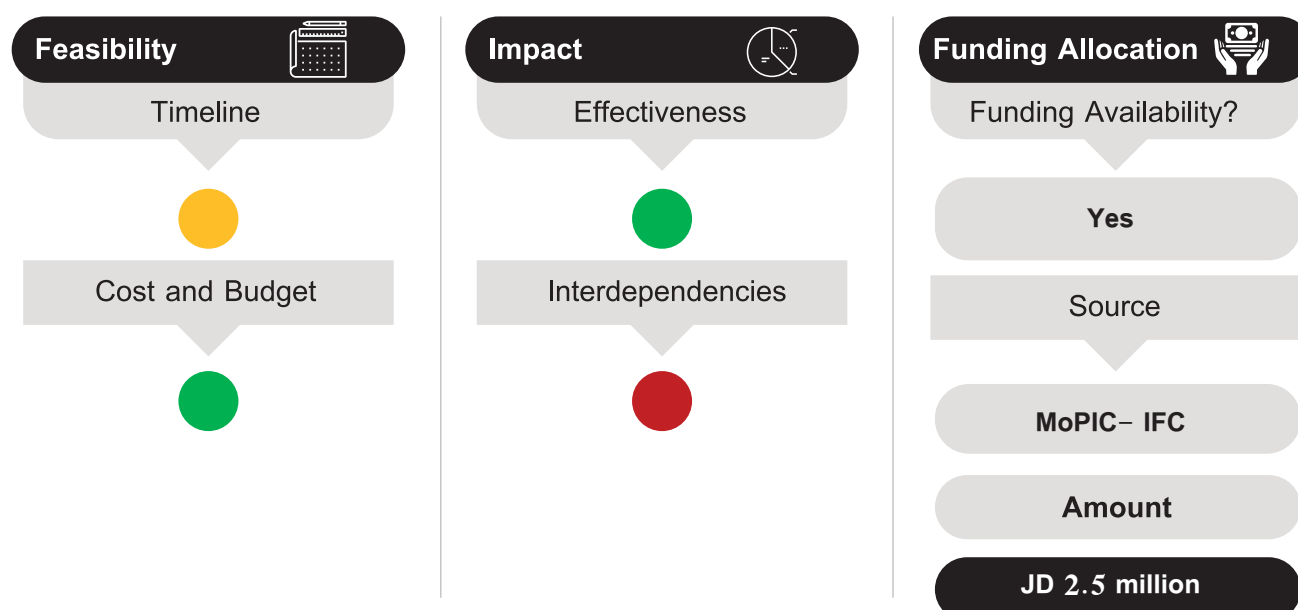 Feasibility
Timeline
Cost and Budget
Impact
Effectiveness
Interdependencies
Funding Allocation
Funding Availability?
Yes
Source
MoPIC– IFC
Amount
JD 2.5 million